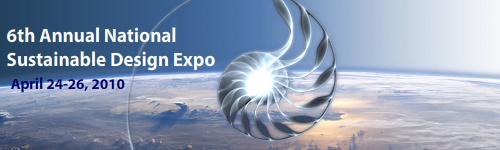 6th Annual National
Sustainable Design Expo
April 24-26, 2010